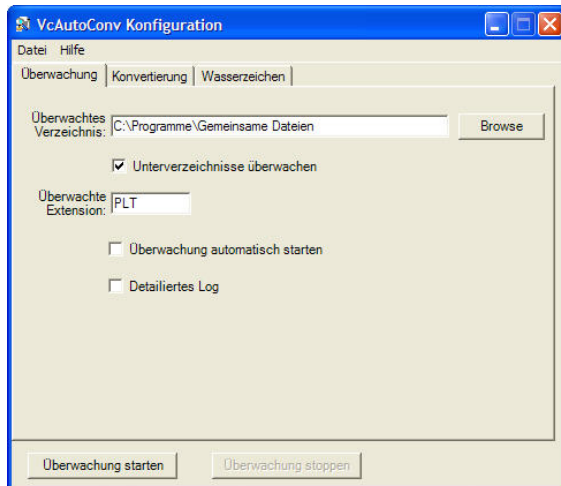 VcAutoConv Konfiguration
Datei Hilfe
Überwachung Konvertierung Wasserzeichen
Überwachtes
Verzeichnis: C:\Programme\Gemeinsame Dateien Browse
Unterverzeichnisse überwachen
Überwachte
Extension: PLT
Überwachung automatisch starten
Detailiertes Log
Überwachung starten Überwachung stoppen